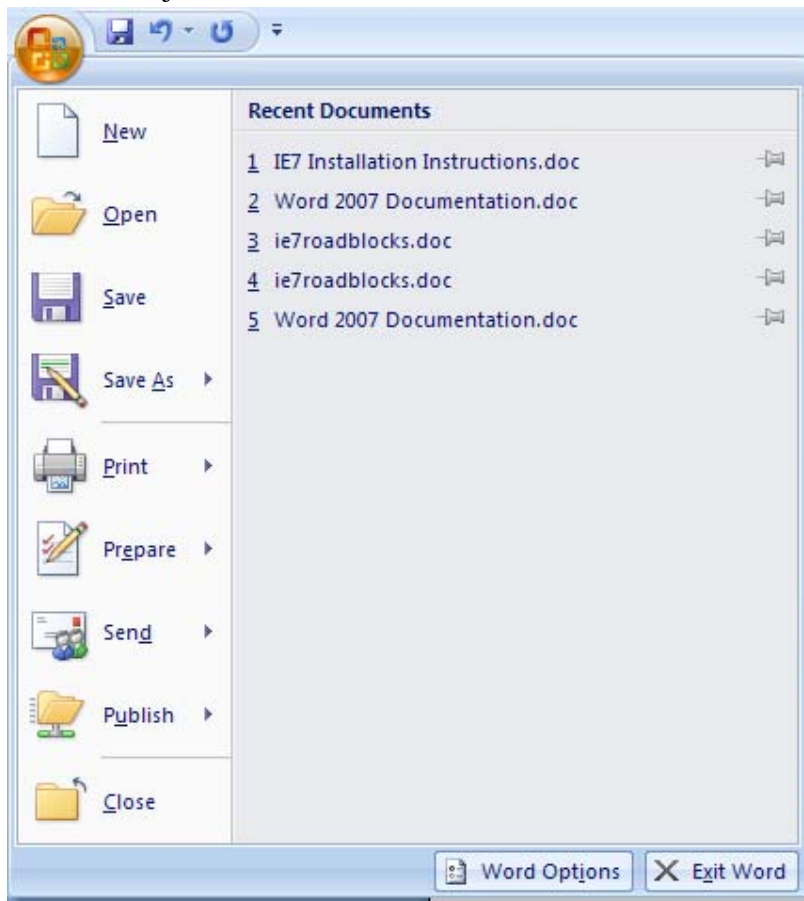 New
Open
Save
Save As
Print
Prepare
Send
Publish
Close
Recent Documents
1 IE7 Installation Instructions.doc
2 Word 2007 Documentation.doc
3 ie7roadblocks.doc
4 ie7roadblocks.doc
5 Word 2007 Documentation.doc
Word Options
Exit Word